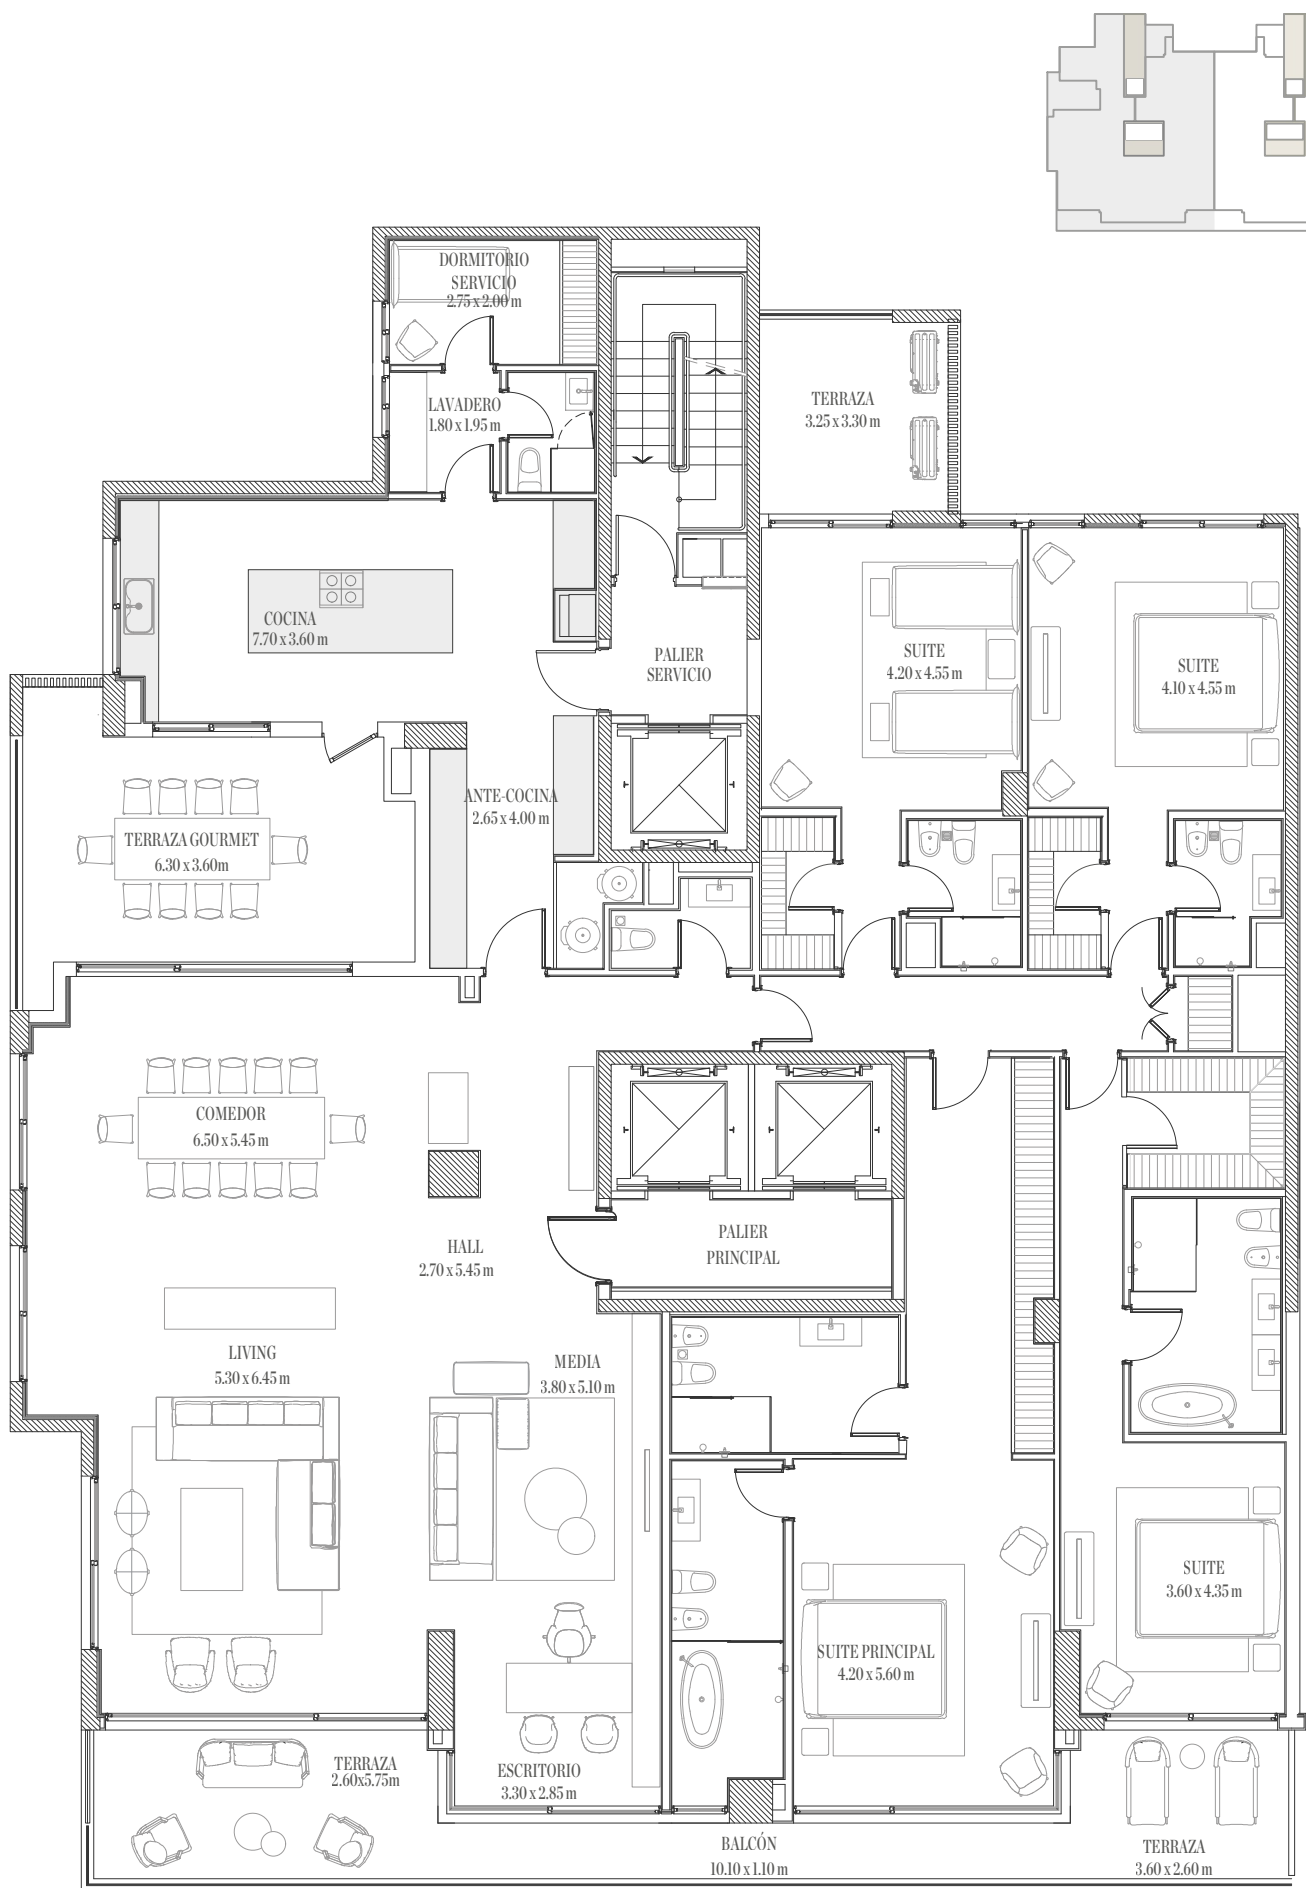 DORMITORIO
SERVICIO
2.75 x 2.00 m
LAVADERO
1.80 x 1.95 m
TERRAZA
3.25 x 3.30 m
COCINA
7.70 x 3.60 m
PALIER
SERVICIO
SUITE
4.20 x 4.55 m
SUITE
4.10 x 4.55 m
ANTE-COCINA
2.65 x 4.00 m
TERRAZA GOURMET
6.30 x 3.60m
COMEDOR
6.50 x 5.45 m
HALL
2.70 x 5.45 m
PALIER
PRINCIPAL
LIVING
5.30 x 6.45 m
MEDIA
3.80 x 5.10 m
SUITE
3.60 x 4.35 m
SUITE PRINCIPAL
4.20 x 5.60 m
TERRAZA
2.60x5.75m
ESCRITORIO
3.30 x 2.85 m
BALCÓN
10.10 x 1.10 m
TERRAZA
3.60 x 2.60 m